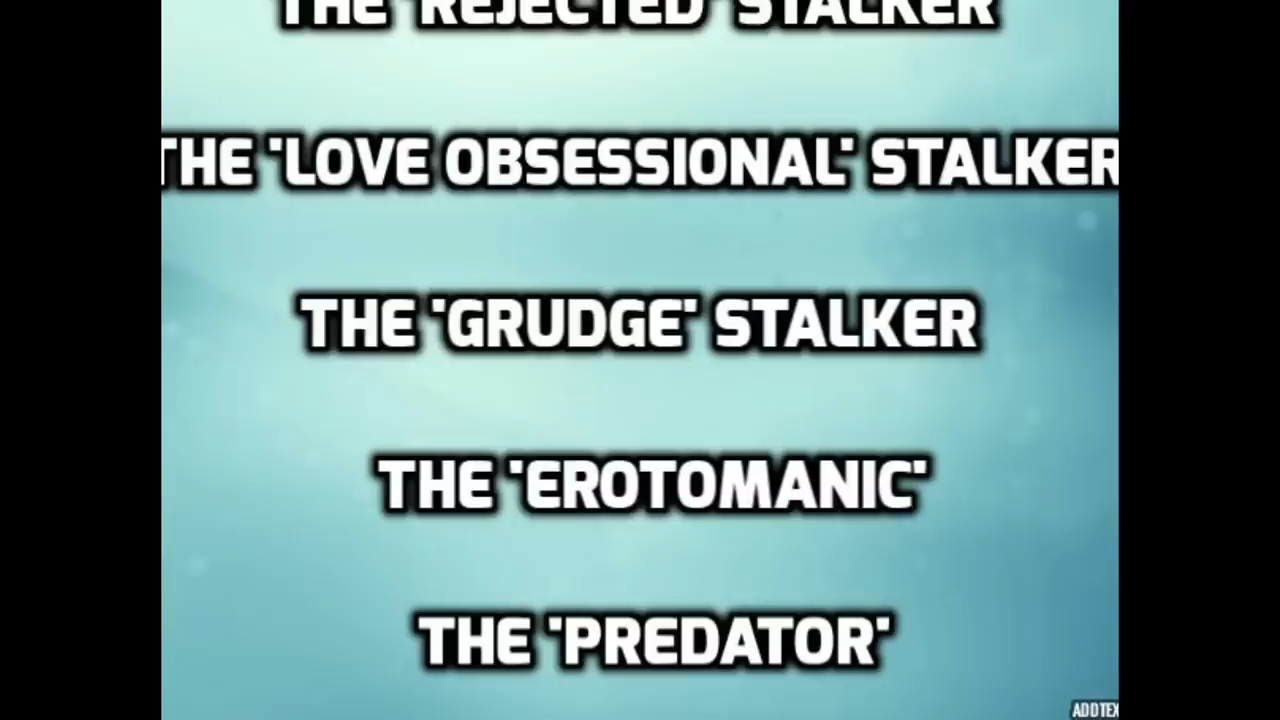 THE 'REJECTED' STALKER
THE 'LOVE OBSESSIONAL' STALKER
THE 'GRUDGE' STALKER
THE 'EROTOMANIC'
THE 'PREDATOR'
ADDTEX